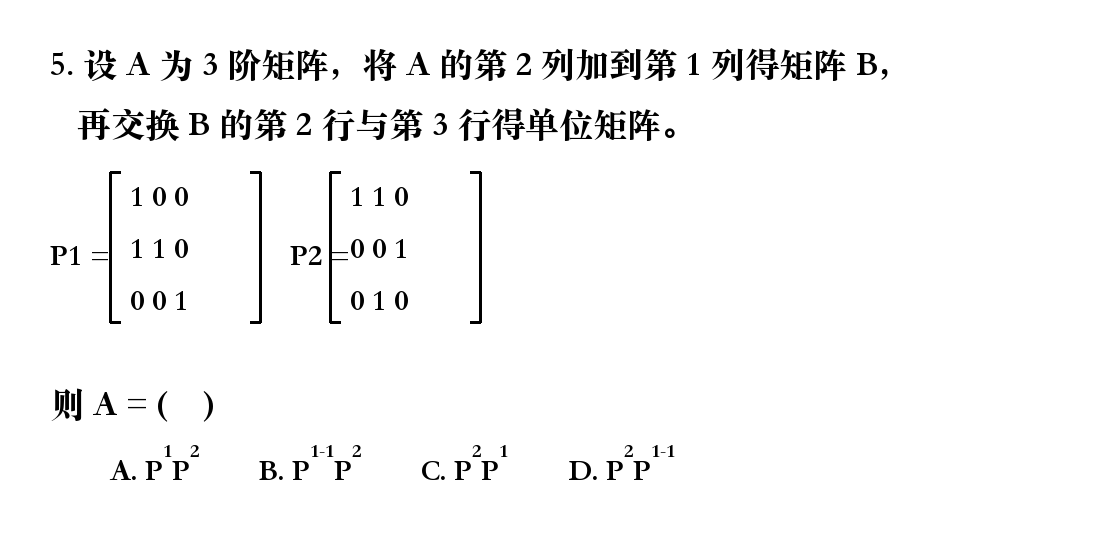 5. 设 A 为 3 阶矩阵，将 A 的第 2 列加到第 1 列得矩阵 B，
再交换 B 的第 2 行与第 3 行得单位矩阵。
1 0 0 1 1 0
P1 = 1 1 0 P2 = 0 0 1
0 0 1 0 1 0
则 A = ( )
A. P¹P² B. P¹⁻¹P² C. P²P¹ D. P²P¹⁻¹